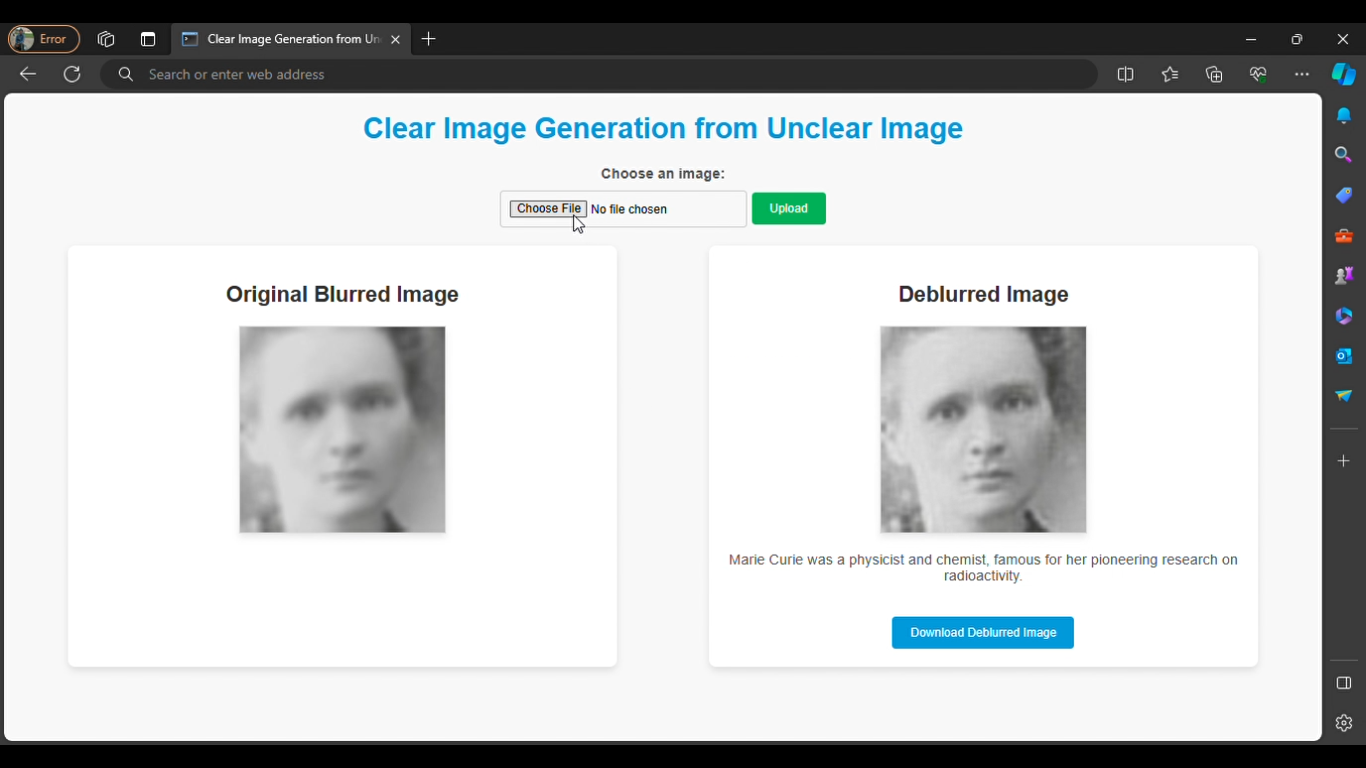 Error
Clear Image Generation from Un
Search or enter web address
Clear Image Generation from Unclear Image
Choose an image:
Choose File No file chosen
Upload
Original Blurred Image
Deblurred Image
Marie Curie was a physicist and chemist, famous for her pioneering research on
radioactivity.
Download Deblurred Image